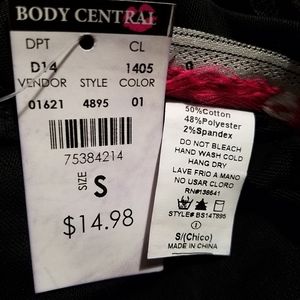 BODY CENTRAL
DPT CL
D14 1405
VENDOR STYLE COLOR
01621 4895 01
75384214
SIZE S
$14.98
50%Cotton
48%Polyester
2%Spandex
DO NOT BLEACH
HAND WASH COLD
HANG DRY
LAVE FRIO A MANO
NO USAR CLORO
RN#138641
STYLE# BS147895
S/(Chico)
MADE IN CHINA